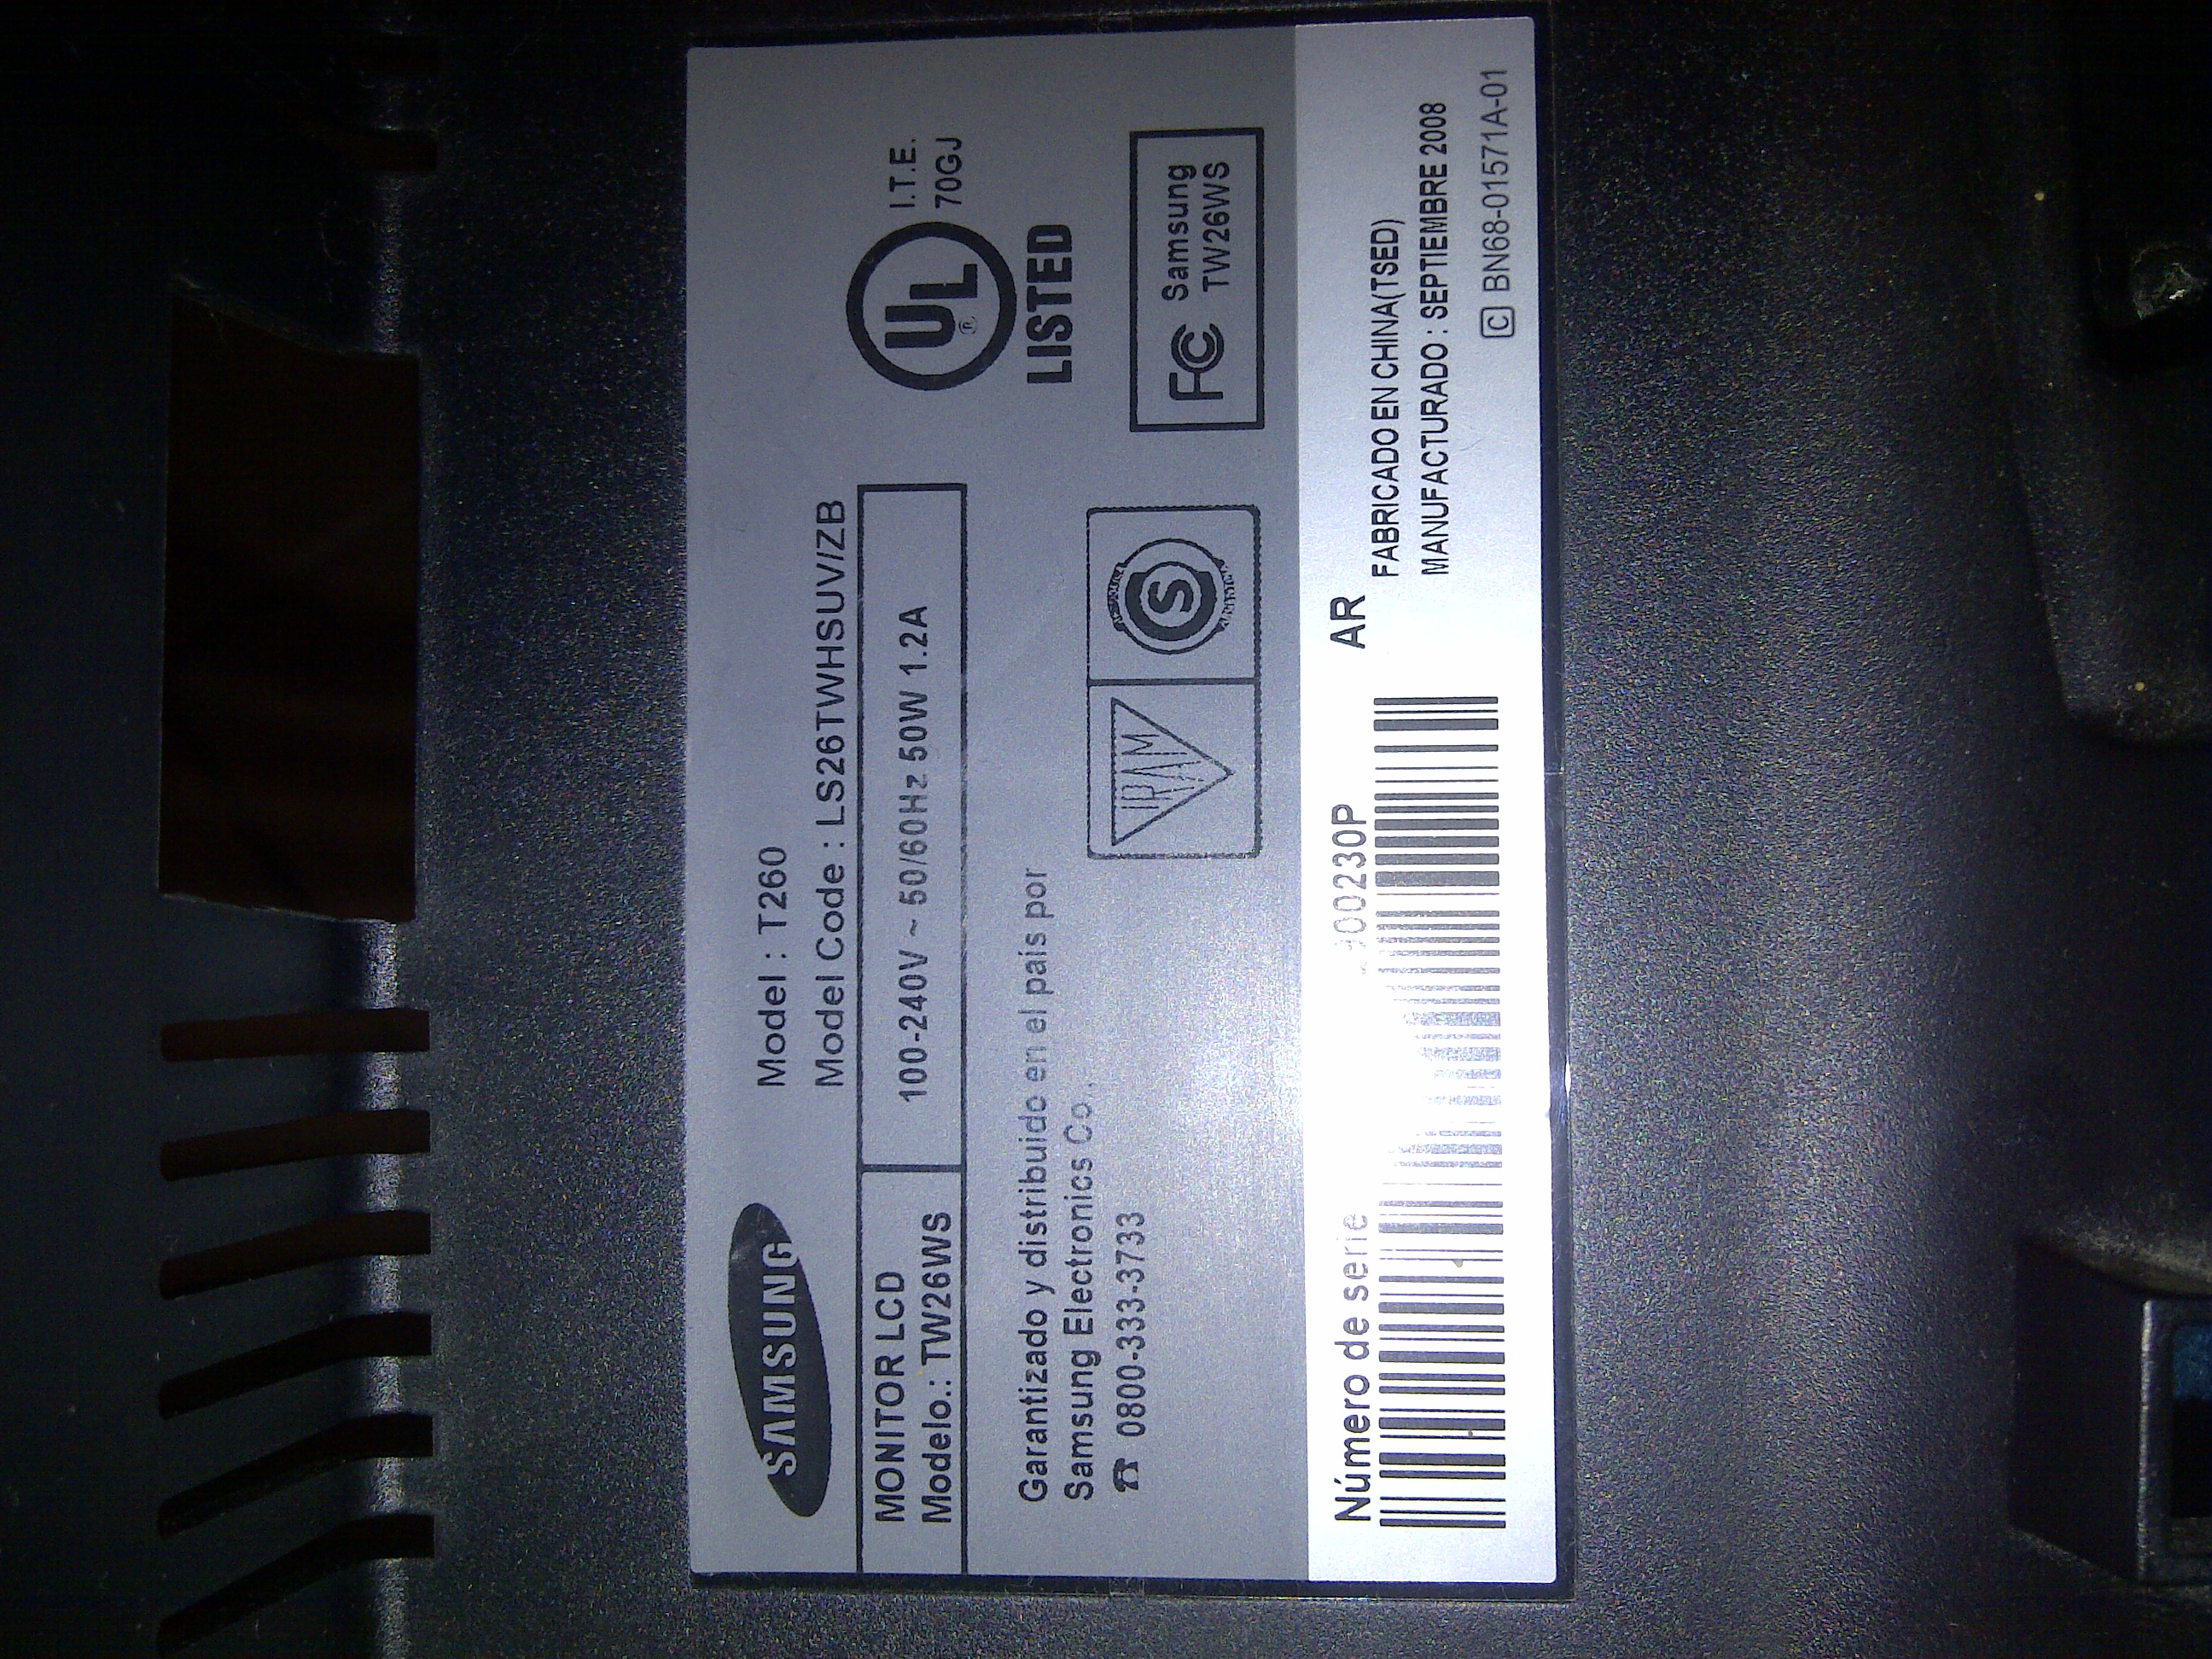 SAMSUNG
Model : T260
Model Code : LS26TWHSUV/ZB
MONITOR LCD
Modelo.: TW26WS
100-240V ~ 50/60Hz 50W 1.2A
UL
®
LISTED
I.T.E.
70GJ
Garantizado y distribuido en el país por
Samsung Electronics Co.,
☎ 0800-333-3733
IRAM
S
FC Samsung
TW26WS
Número de serie
AR
FABRICADO EN CHINA(TSED)
MANUFACTURADO : SEPTIEMBRE 2008
C BN68-01571A-01